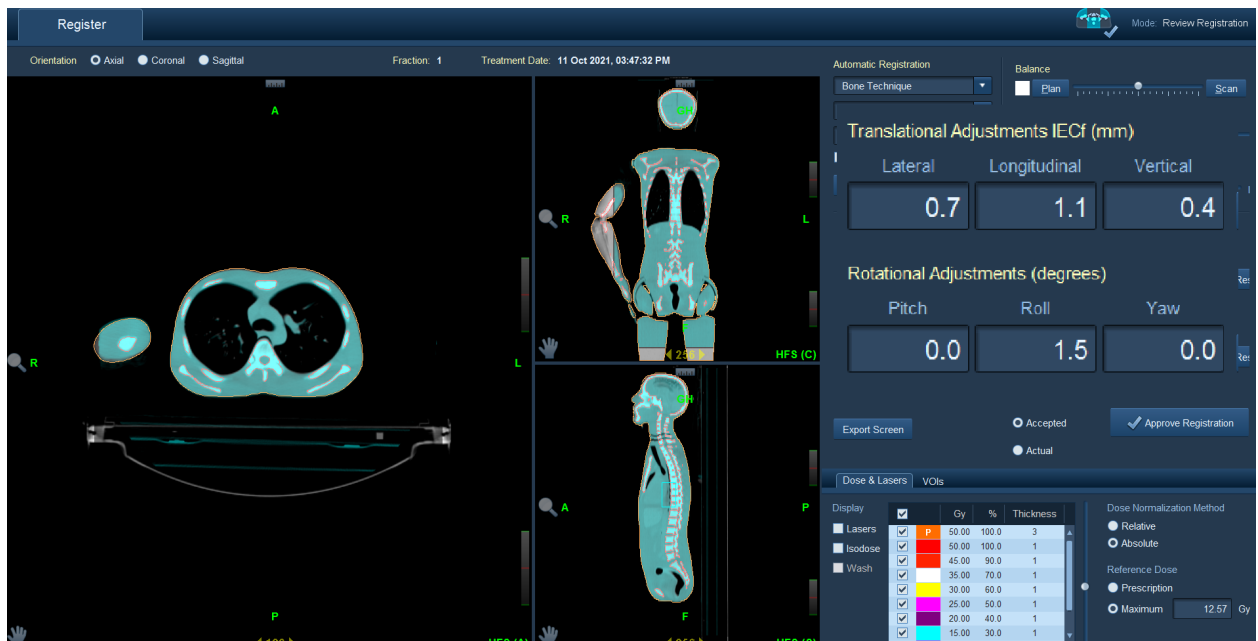 Register
Mode: Review Registration
Orientation Axial Coronal Sagittal Fraction: 1 Treatment Date: 11 Oct 2021, 03:47:32 PM
Automatic Registration
Bone Technique
Balance
Plan Scan
Translational Adjustments IECf (mm)
Lateral Longitudinal Vertical
0.7 1.1 0.4
Rotational Adjustments (degrees)
Pitch Roll Yaw
0.0 1.5 0.0
Export Screen
Accepted
Actual
Approve Registration
A
R
L
P
R
L
256
HFS (C)
A
P
F
Dose & Lasers VOIs
Display
Lasers
Isodose
Wash
Gy % Thickness
P 50.00 100.0 3
50.00 100.0 1
45.00 90.0 1
35.00 70.0 1
30.00 60.0 1
25.00 50.0 1
20.00 40.0 1
15.00 30.0 1
Dose Normalization Method
Relative
Absolute
Reference Dose
Prescription
Maximum 12.57 Gy